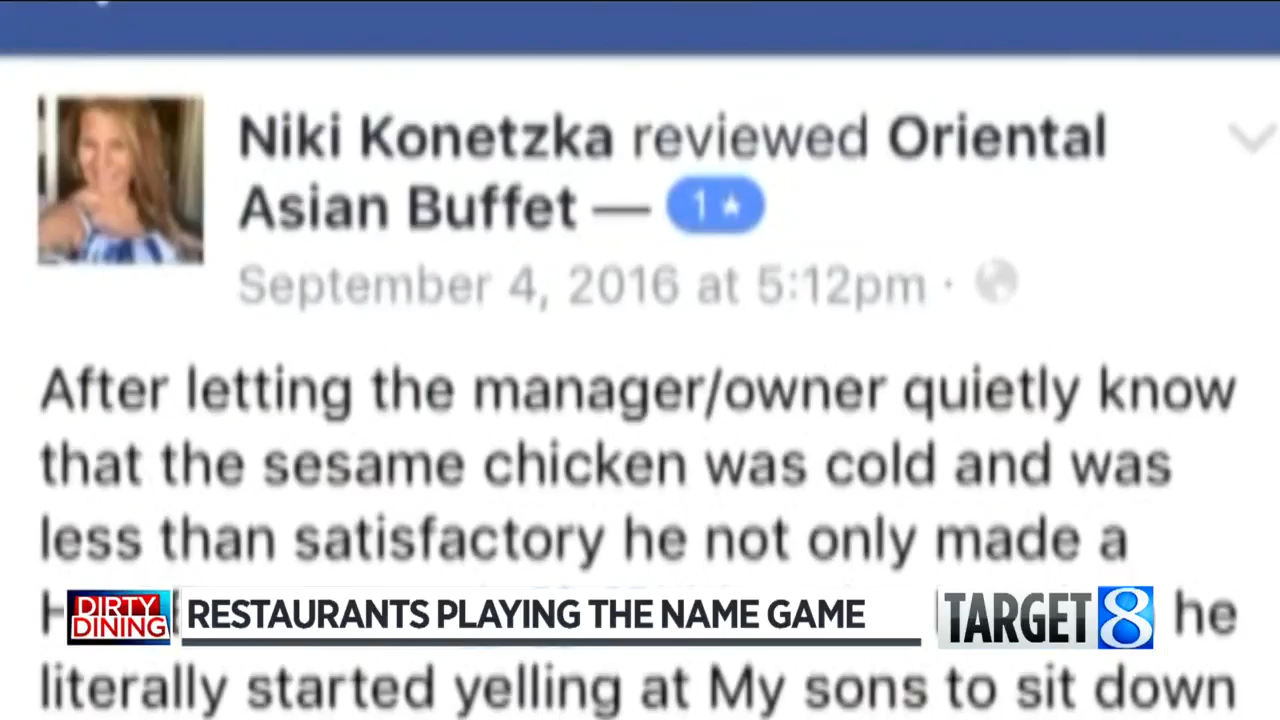 Niki Konetzka reviewed Oriental
Asian Buffet — 1 ★
September 4, 2016 at 5:12pm ·
After letting the manager/owner quietly know
that the sesame chicken was cold and was
less than satisfactory he not only made a
he
DIRTY
DINING
RESTAURANTS PLAYING THE NAME GAME
TARGET 8
literally started yelling at My sons to sit down